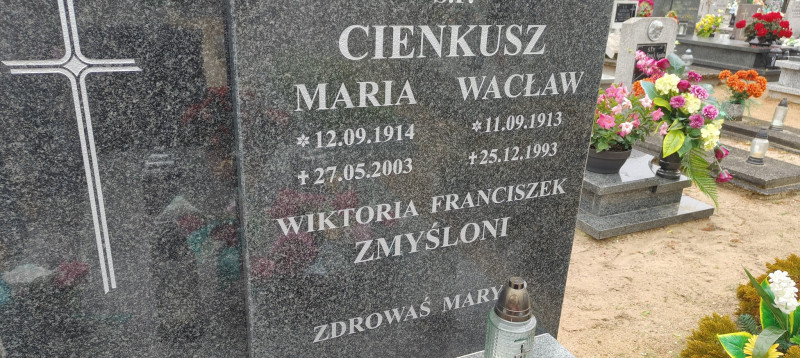 Ś.P.
CIENKUSZ
MARIA WACŁAW
*12.09.1914 *11.09.1913
†27.05.2003 †25.12.1993
WIKTORIA FRANCISZEK
ZMYŚLONI
ZDROWAŚ MARY